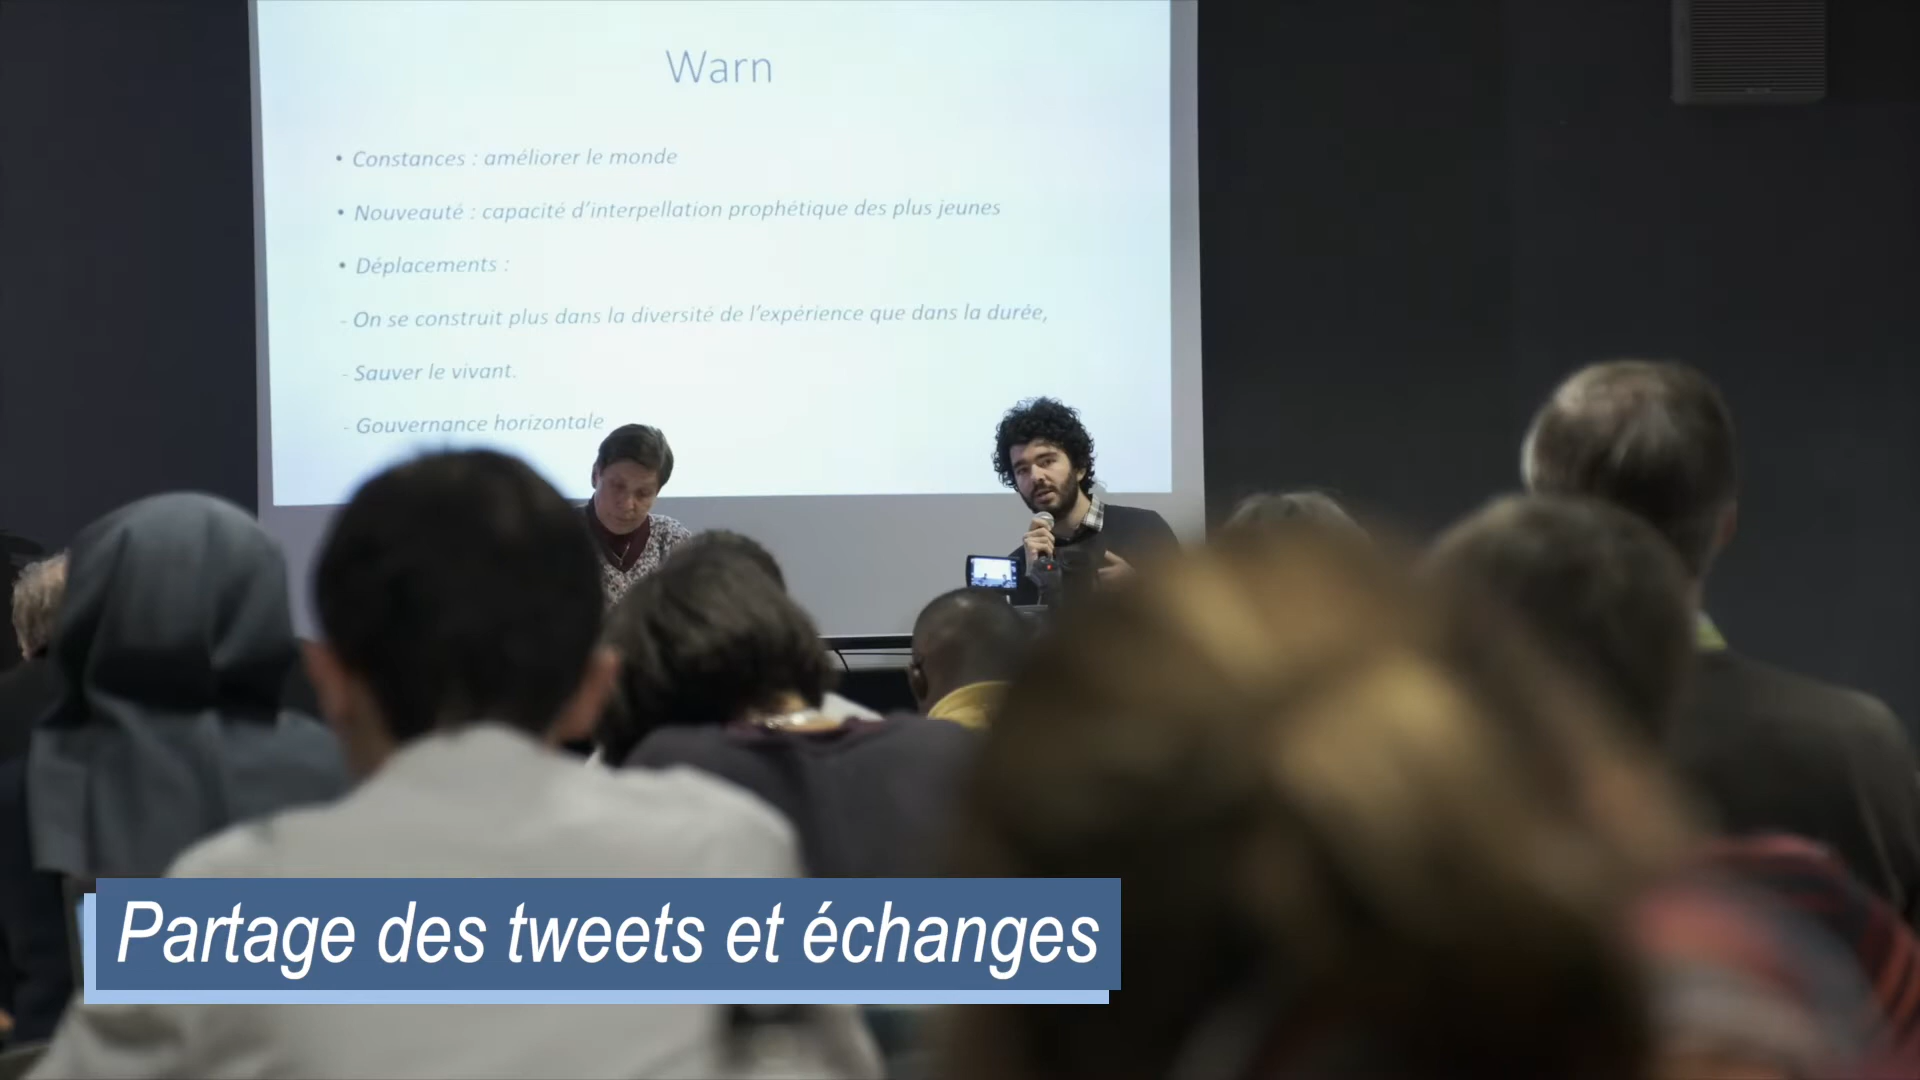 Warn
• Constances : améliorer le monde
• Nouveauté : capacité d'interpellation prophétique des plus jeunes
• Déplacements :
- On se construit plus dans la diversité de l'expérience que dans la durée,
- Sauver le vivant.
- Gouvernance horizontale
Partage des tweets et échanges